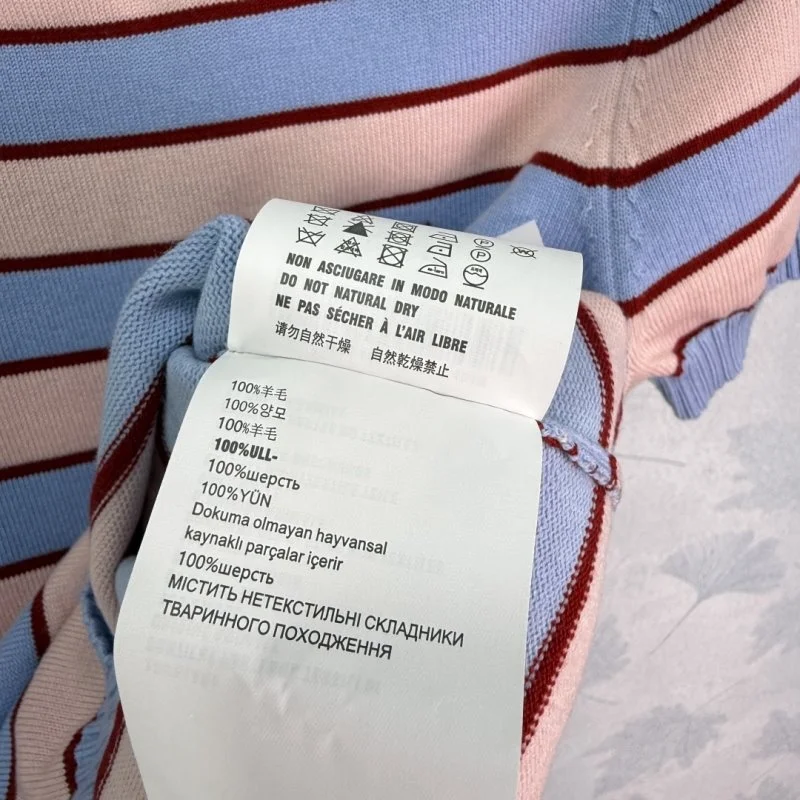 NON ASCIUGARE IN MODO NATURALE
DO NOT NATURAL DRY
NE PAS SÉCHER À L'AIR LIBRE
请勿自然干燥 自然乾燥禁止
100%羊毛
100%양모
100%羊毛
100%ULL-
100%шерсть
100%YÜN
Dokuma olmayan hayvansal
kaynaklı parçalar içerir
100%шерсть
МІСТИТЬ НЕТЕКСТИЛЬНІ СКЛАДНИКИ
ТВАРИННОГО ПОХОДЖЕННЯ